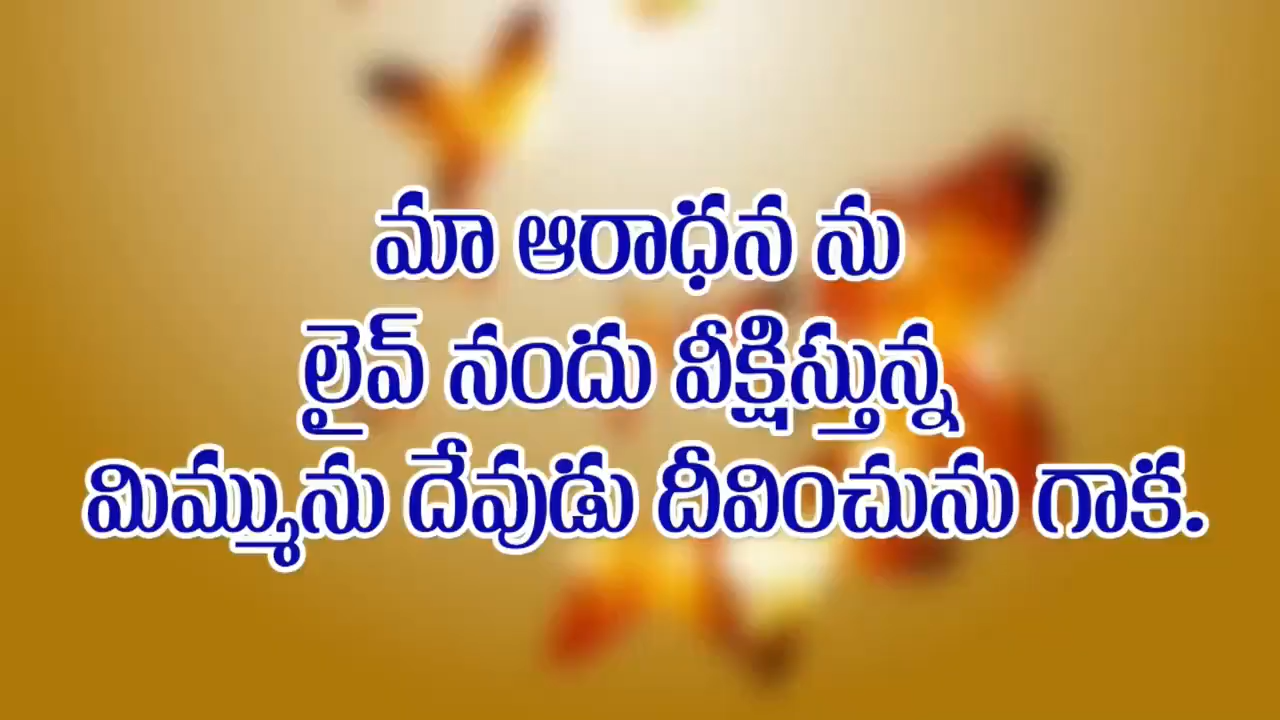 మా ఆరాధన ను
లైవ్ నందు వీక్షిస్తున్న
మిమ్మును దేవుడు దీవించును గాక.